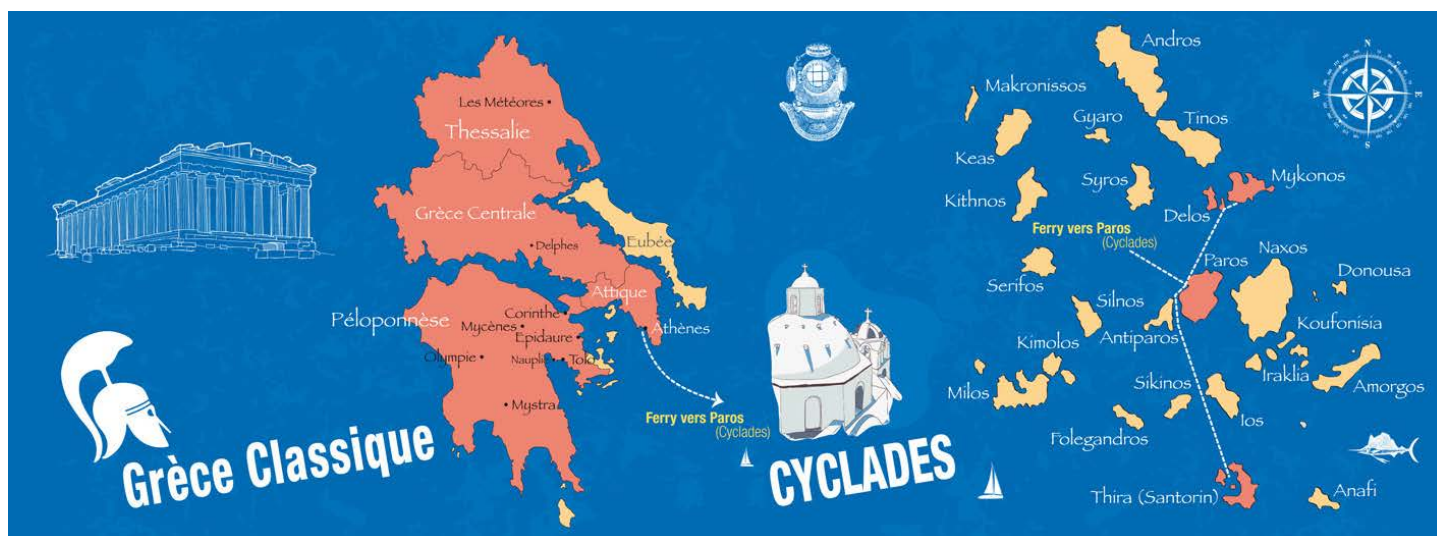 Les Météores
Thessalie
Grèce Centrale
Eubée
Delphes
Attique
Péloponnèse
Corinthe
Mycènes
Athènes
Epidaure
Olympie
Nauplie
Mystra
Ferry vers Paros
(Cyclades)
Grèce Classique
CYCLADES
Andros
Makronissos
Gyaro
Tinos
Keas
Syros
Mykonos
Kithnos
Delos
Ferry vers Paros
(Cyclades)
Naxos
Paros
Donousa
Serifos
Silnos
Koufonisia
Antiparos
Kimolos
Iraklia
Sikinos
Amorgos
Milos
Ios
Folegandros
Thira (Santorin)
Anafi
N
W
E
S